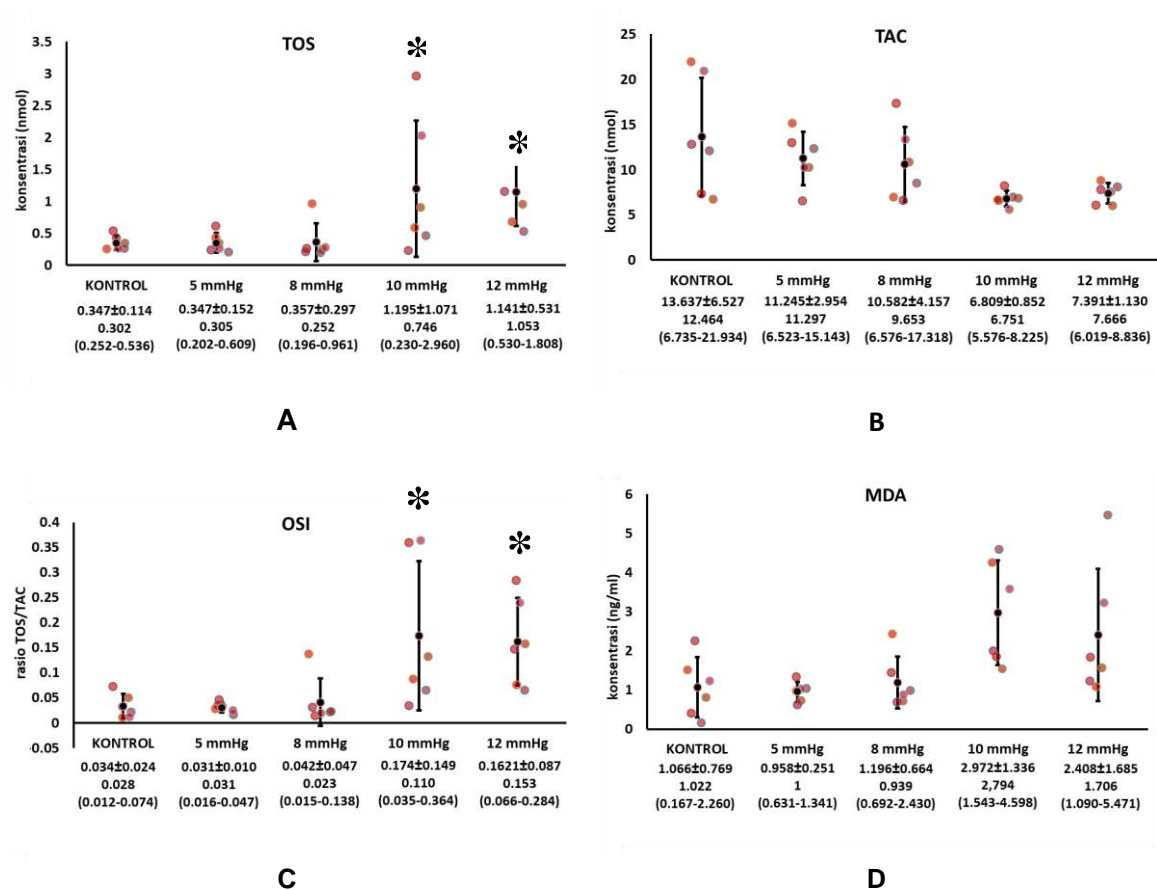 TOS
konsentrasi (nmol)
3.5
3
2.5
2
1.5
1
0.5
0
*
*
KONTROL 5 mmHg 8 mmHg 10 mmHg 12 mmHg
0.347±0.114 0.347±0.152 0.357±0.297 1.195±1.071 1.141±0.531
0.302 0.305 0.252 0.746 1.053
(0.252-0.536) (0.202-0.609) (0.196-0.961) (0.230-2.960) (0.530-1.808)
A
TAC
konsentrasi (nmol)
25
20
15
10
5
0
KONTROL 5 mmHg 8 mmHg 10 mmHg 12 mmHg
13.637±6.527 11.245±2.954 10.582±4.157 6.809±0.852 7.391±1.130
12.464 11.297 9.653 6.751 7.666
(6.735-21.934) (6.523-15.143) (6.576-17.318) (5.576-8.225) (6.019-8.836)
B
OSI
rasio TOS/TAC
0.4
0.35
0.3
0.25
0.2
0.15
0.1
0.05
0
-0.05
*
*
KONTROL 5 mmHg 8 mmHg 10 mmHg 12 mmHg
0.034±0.024 0.031±0.010 0.042±0.047 0.174±0.149 0.1621±0.087
0.028 0.031 0.023 0.110 0.153
(0.012-0.074) (0.016-0.047) (0.015-0.138) (0.035-0.364) (0.066-0.284)
C
MDA
konsentrasi (ng/ml)
6
5
4
3
2
1
0
KONTROL 5 mmHg 8 mmHg 10 mmHg 12 mmHg
1.066±0.769 0.958±0.251 1.196±0.664 2.972±1.336 2.408±1.685
1.022 1 0.939 2,794 1.706
(0.167-2.260) (0.631-1.341) (0.692-2.430) (1.543-4.598) (1.090-5.471)
D